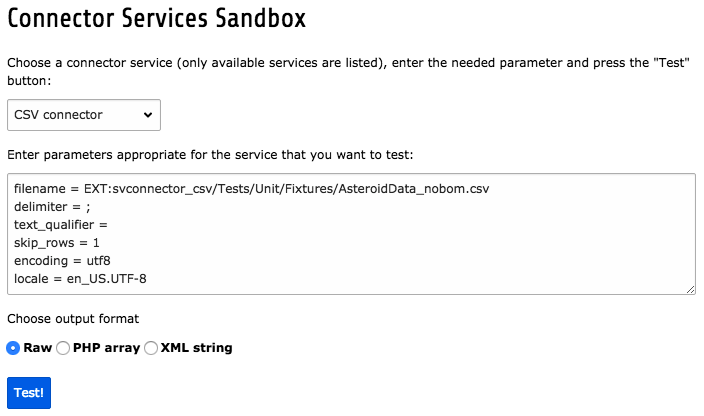 Connector Services Sandbox
Choose a connector service (only available services are listed), enter the needed parameter and press the "Test"
button:
CSV connector
Enter parameters appropriate for the service that you want to test:
filename = EXT:svconnector_csv/Tests/Unit/Fixtures/AsteroidData_nobom.csv
delimiter = ;
text_qualifier =
skip_rows = 1
encoding = utf8
locale = en_US.UTF-8
Choose output format
Raw PHP array XML string
Test!